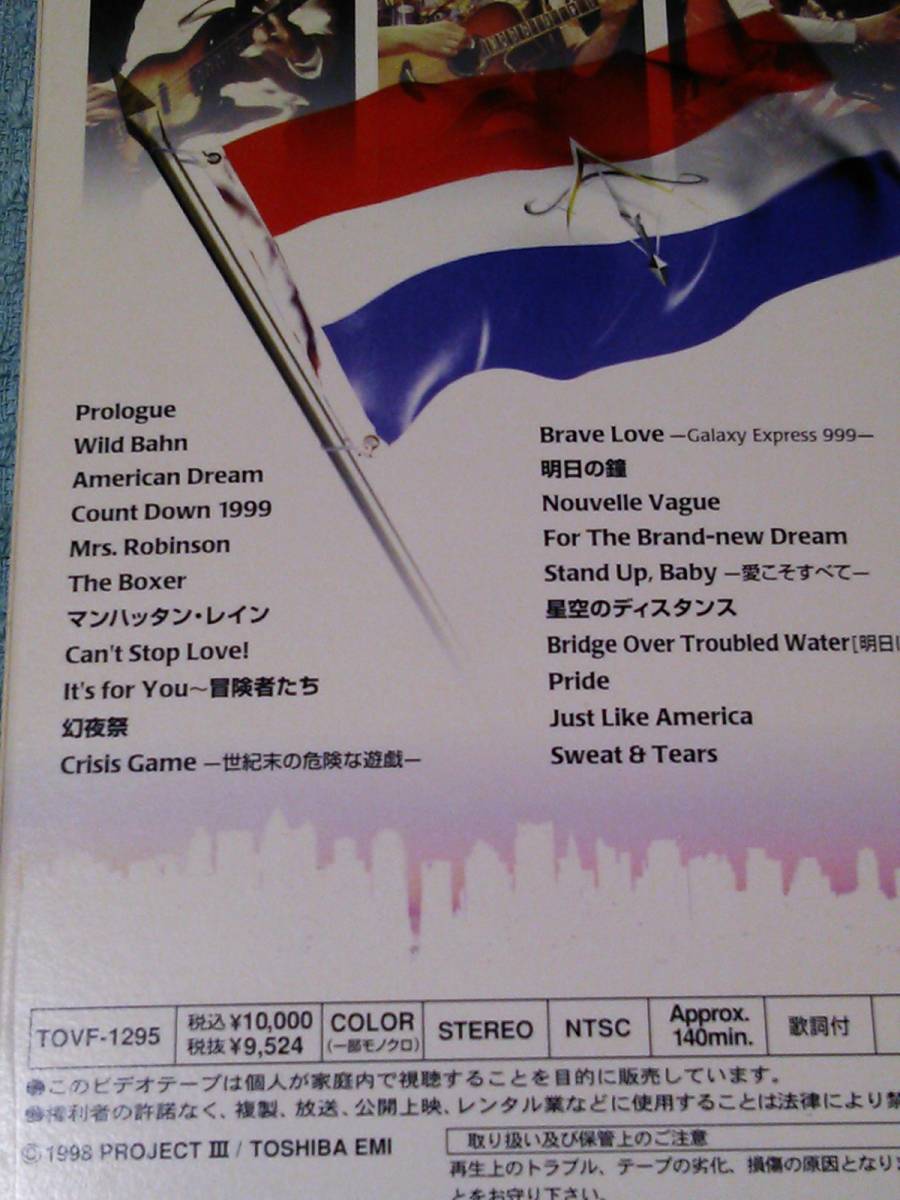 Prologue
Wild Bahn
American Dream
Count Down 1999
Mrs. Robinson
The Boxer
マンハッタン・レイン
Can't Stop Love!
It's for You～冒険者たち
幻夜祭
Crisis Game —世紀末の危険な遊戯—
Brave Love —Galaxy Express 999—
明日の鐘
Nouvelle Vague
For The Brand-new Dream
Stand Up, Baby —愛こそすべて—
星空のディスタンス
Bridge Over Troubled Water[明日に
Pride
Just Like America
Sweat & Tears
TOVF-1295
税込¥10,000
税抜¥9,524
COLOR
(一部モノクロ)
STEREO
NTSC
Approx.
140min.
歌詞付
●このビデオテープは個人が家庭内で視聴することを目的に販売しています。
●権利者の許諾なく、複製、放送、公開上映、レンタル業などに使用することは法律により禁
©1998 PROJECT III / TOSHIBA EMI
取り扱い及び保管上のご注意
再生上のトラブル、テープの劣化、損傷の原因となりま
とをお守り下さい。